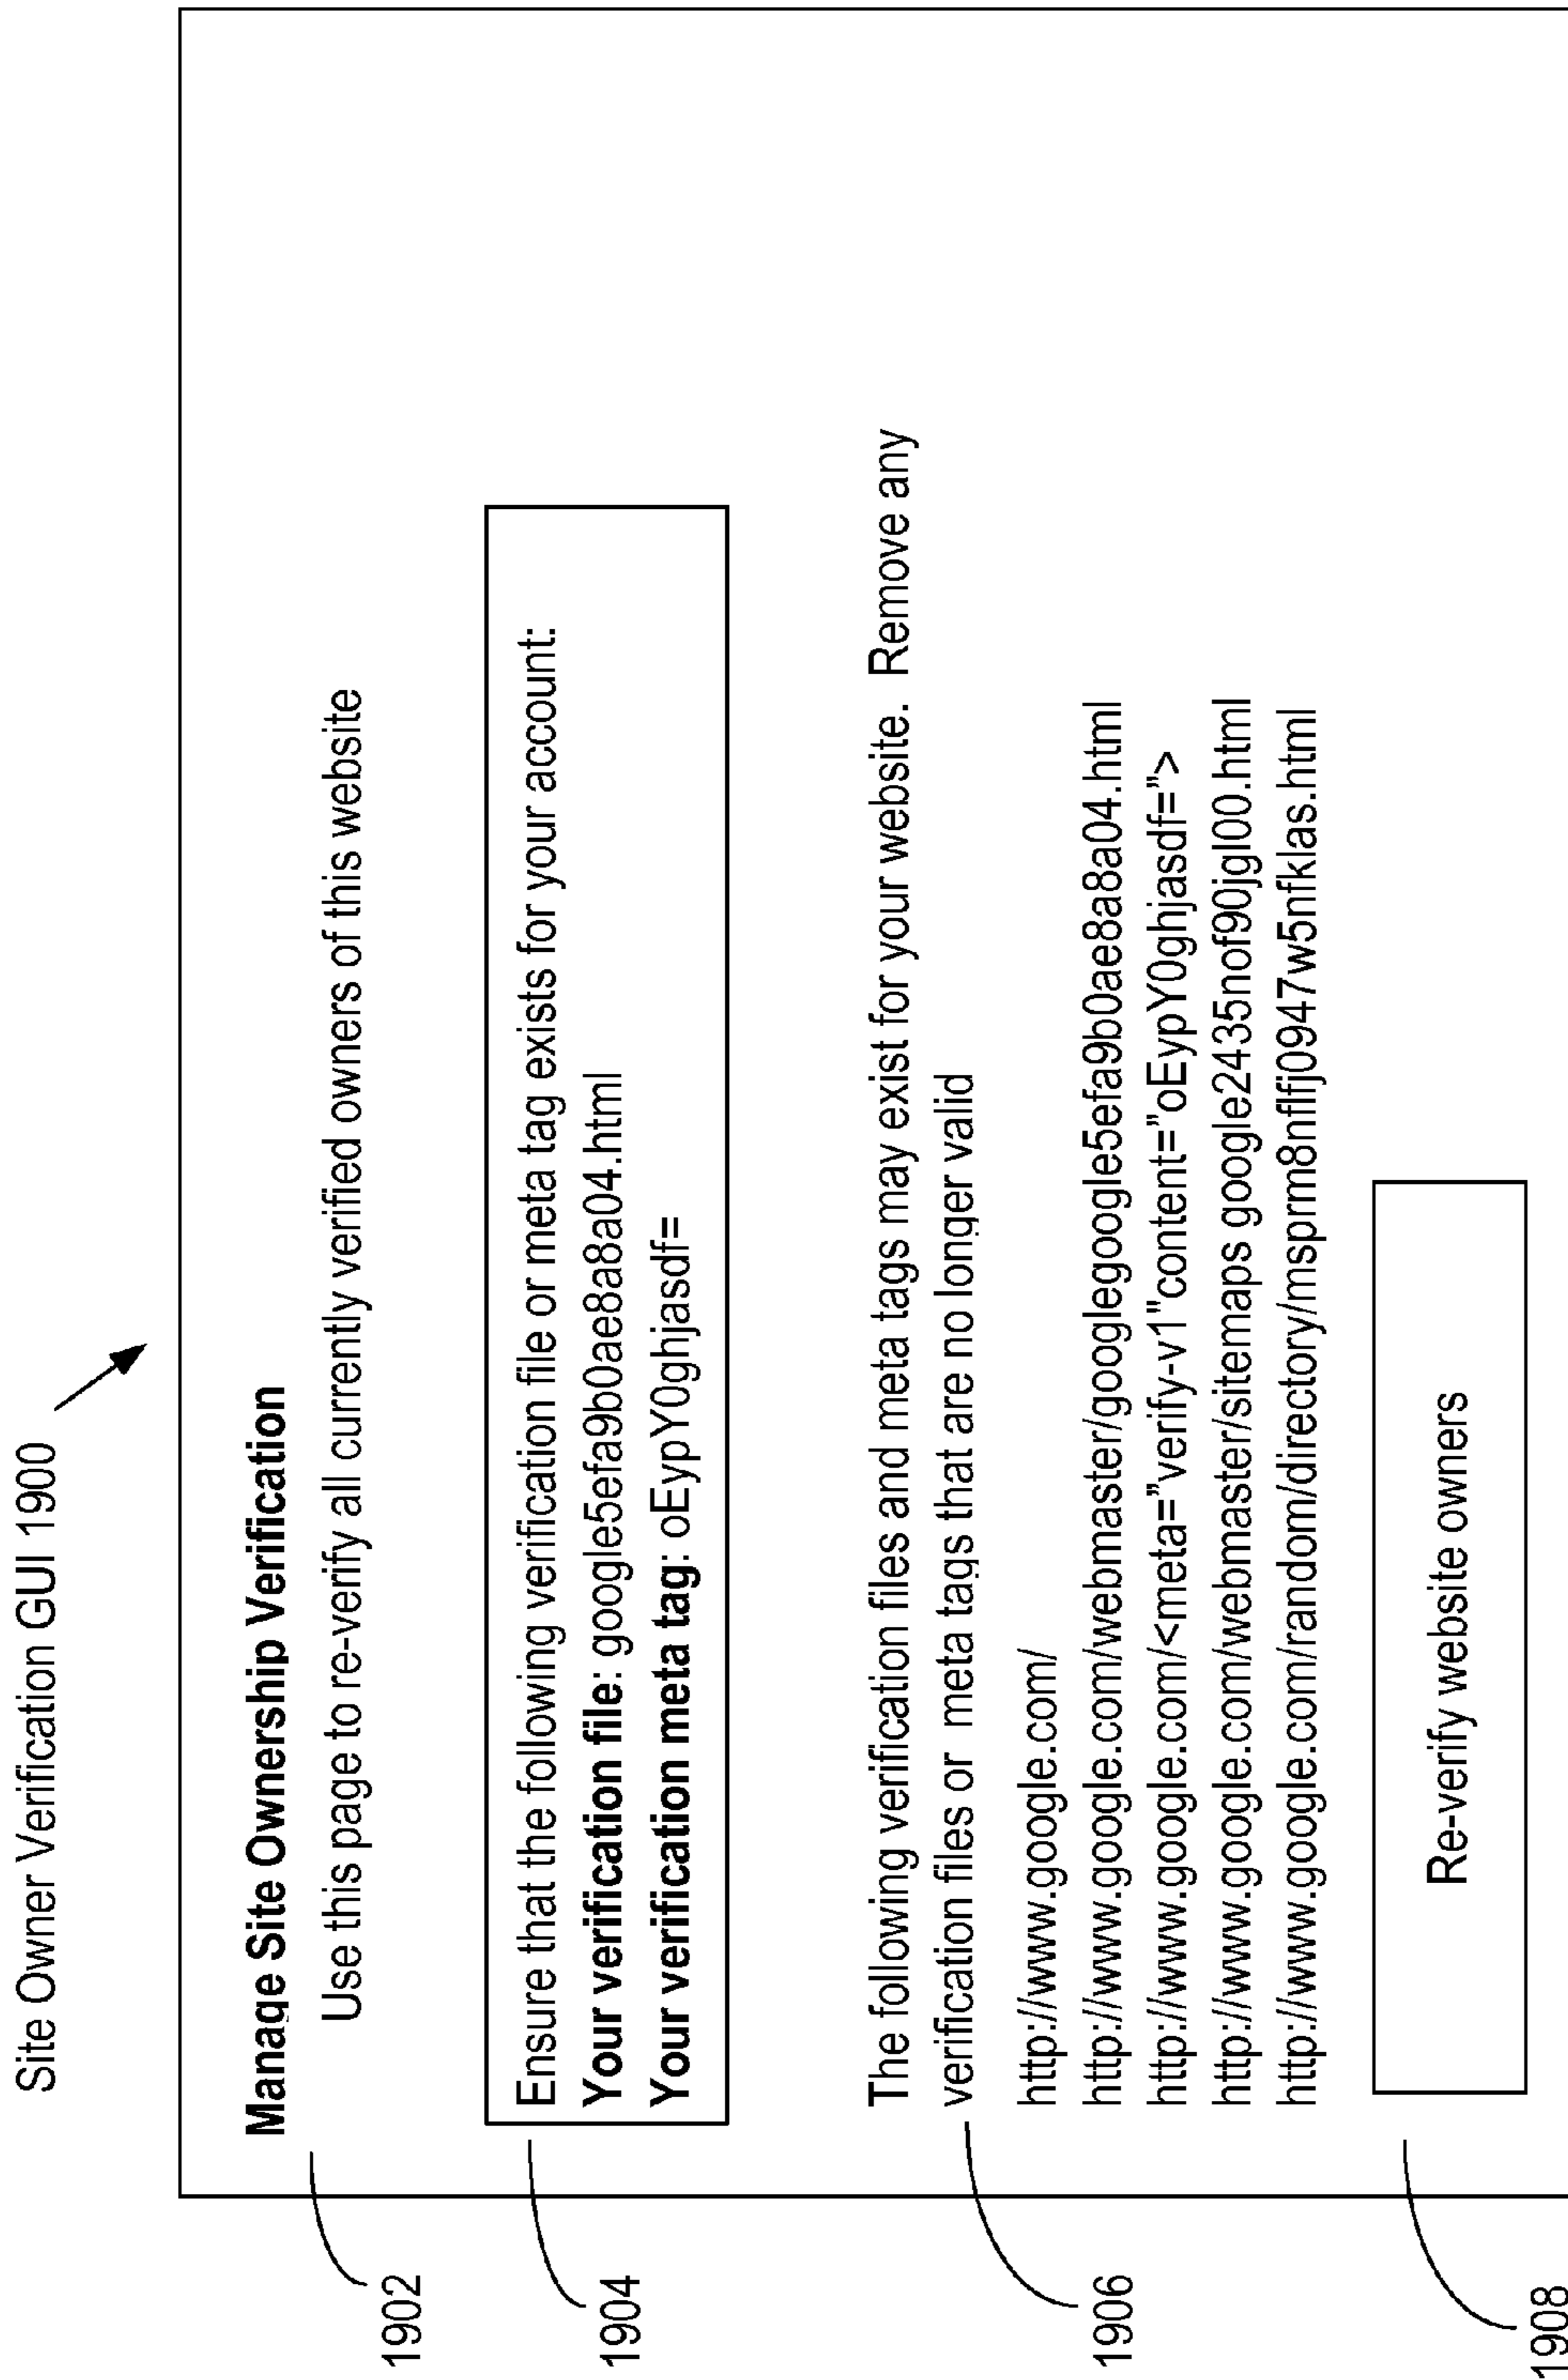 Site Owner Verification GUI 1900
Manage Site Ownership Verification
Use this page to re-verify all currently verified owners of this website
1902
Ensure that the following verification file or meta tag exists for your account:
Your verification file: google5efa9b0ae8a8a04.html
Your verification meta tag: oEypY0ghjasdf=
1904
The following verification files and meta tags may exist for your website. Remove any
verification files or meta tags that are no longer valid
1906
http://www.google.com/
http://www.google.com/webmaster/googlegoogle5efa9b0ae8a8a04.html
http://www.google.com/<meta="verify-v1"content="oEypY0ghjasdf=">
http://www.google.com/webmaster/sitemaps google2435nof90jgl00.html
http://www.google.com/random/directory/msprm8nflfj0947w5nfklas.html
Re-verify website owners
1908